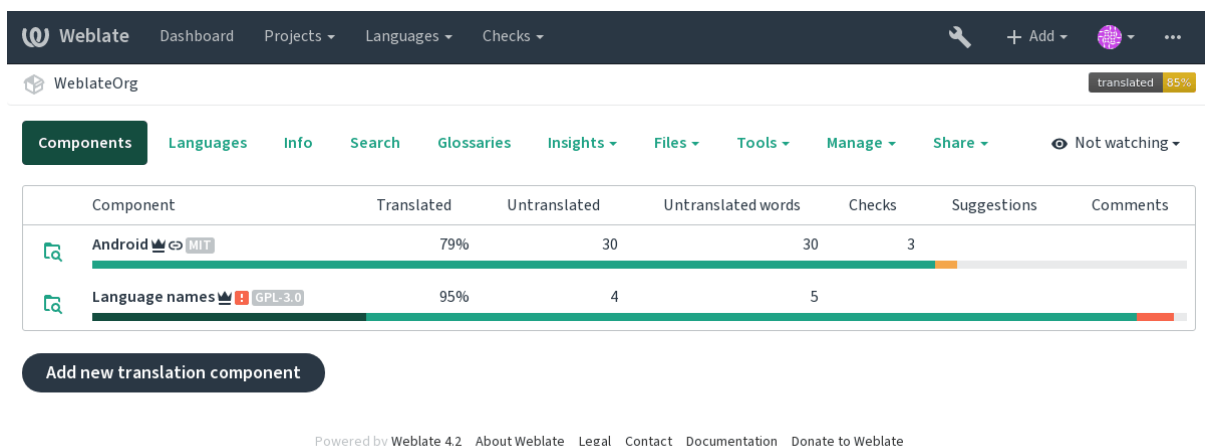 Weblate Dashboard Projects Languages Checks Add
WeblateOrg translated 85%
Components Languages Info Search Glossaries Insights Files Tools Manage Share Not watching
Component Translated Untranslated Untranslated words Checks Suggestions Comments
Android MIT 79% 30 30 3
Language names GPL-3.0 95% 4 5
Add new translation component
Powered by Weblate 4.2 About Weblate Legal Contact Documentation Donate to Weblate